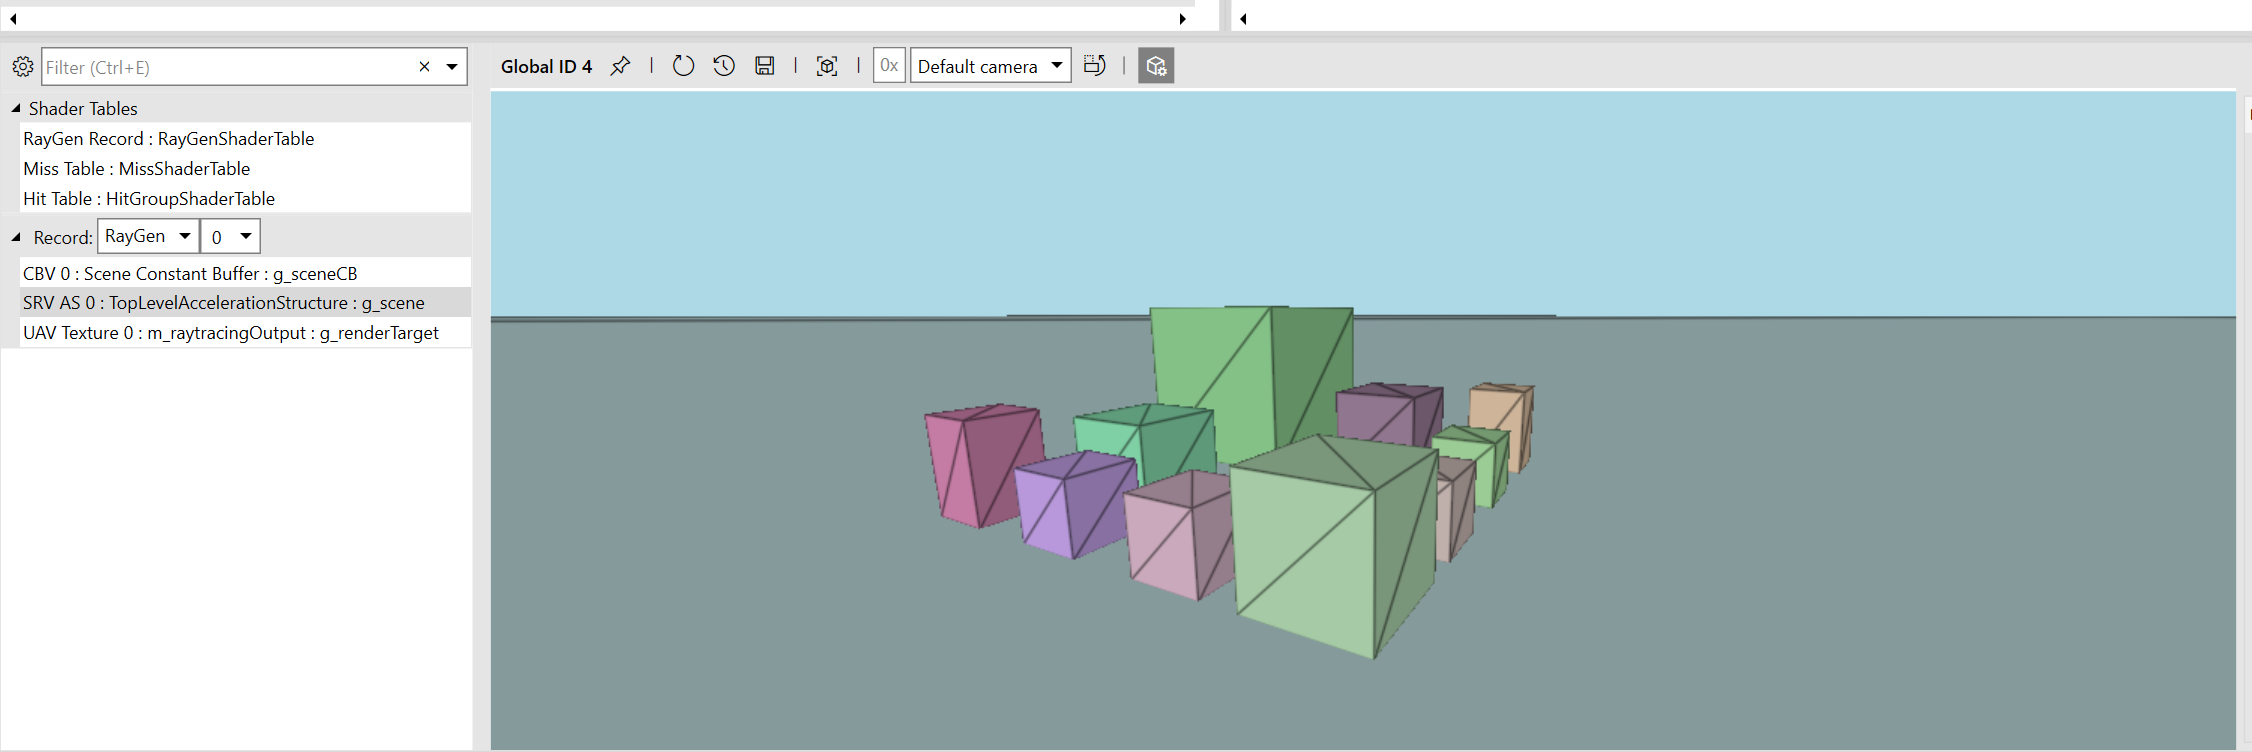 Filter (Ctrl+E)
Global ID 4
0x
Default camera
Shader Tables
RayGen Record : RayGenShaderTable
Miss Table : MissShaderTable
Hit Table : HitGroupShaderTable
Record: RayGen 0
CBV 0 : Scene Constant Buffer : g_sceneCB
SRV AS 0 : TopLevelAccelerationStructure : g_scene
UAV Texture 0 : m_raytracingOutput : g_renderTarget